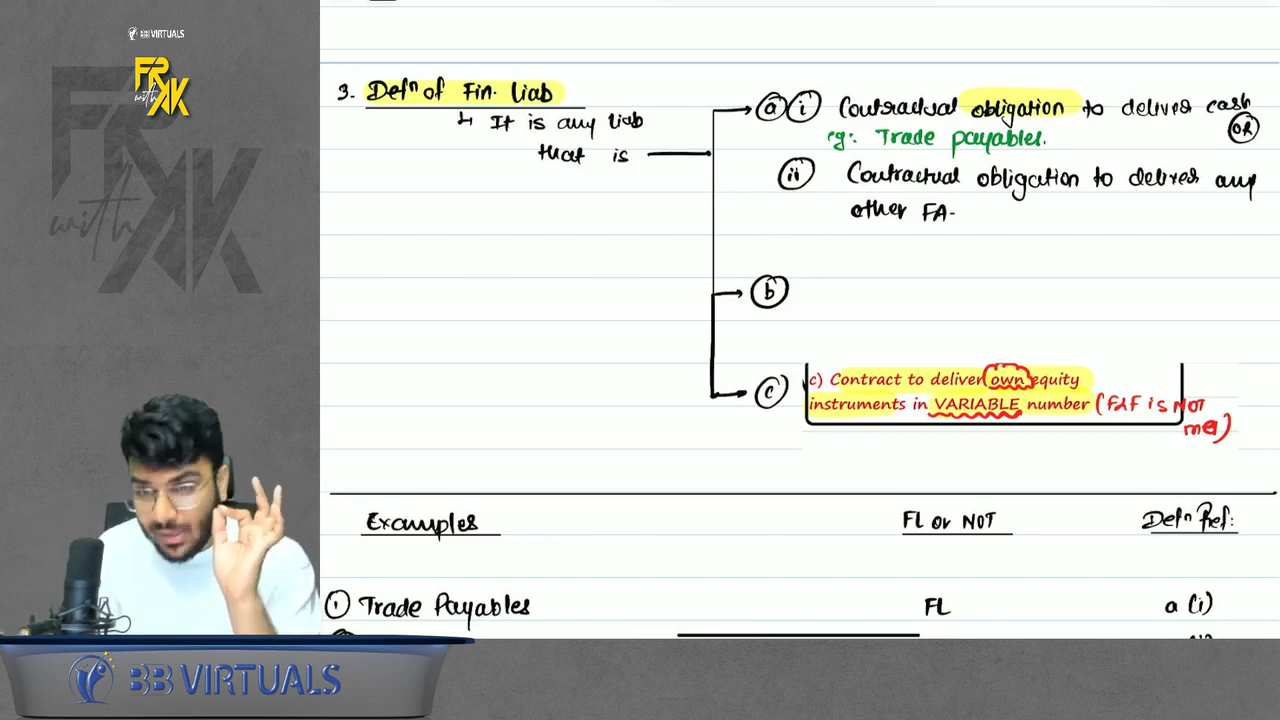 BB VIRTUALS
FR
with AK
FR
with AK
3. Defn of Fin. Liab
↳ It is any liab
that is
a i Contractual obligation to deliver cash
OR
eg: Trade payables.
ii Contractual obligation to deliver any
other FA.
b
c c) Contract to deliver own equity
instruments in VARIABLE number (F&F is NOT
met)
Examples FL or NOT Defn Ref:
1 Trade Payables FL a (i)
BB VIRTUALS